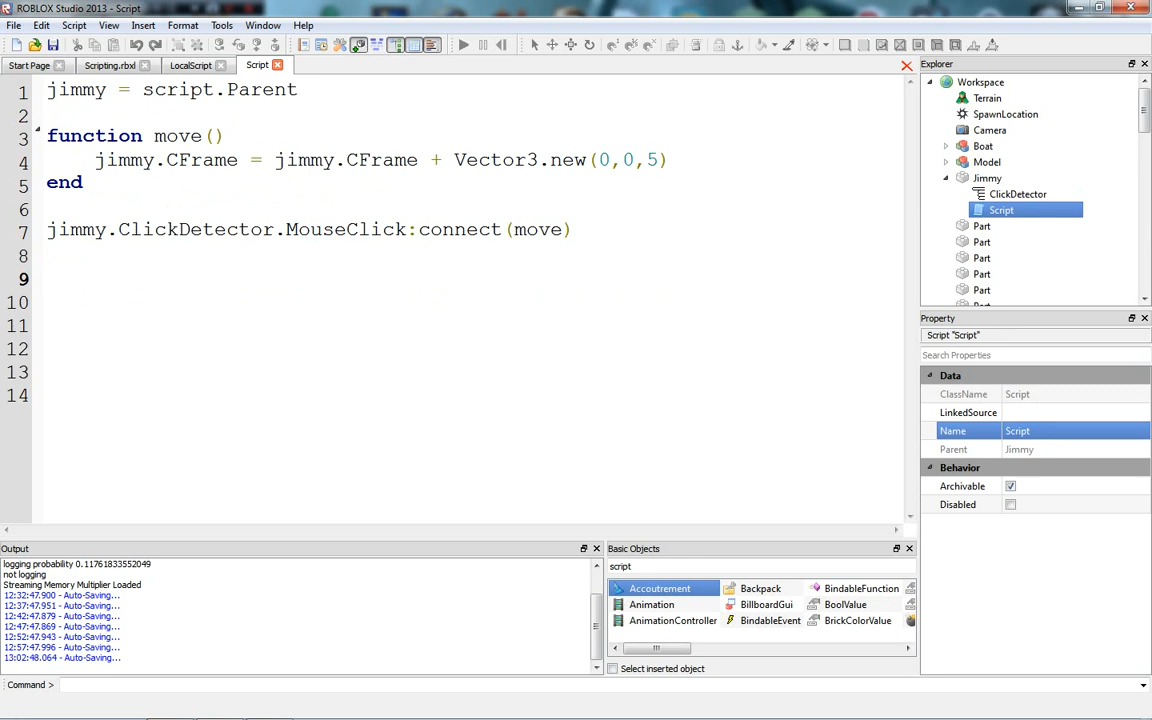 ROBLOX Studio 2013 - Script
File Edit View Insert Format Tools Window Help
Script
Start Page Scripting.rbxl LocalScript Script
1 jimmy = script.Parent
2
3 function move()
4 jimmy.CFrame = jimmy.CFrame + Vector3.new(0,0,5)
5 end
6
7 jimmy.ClickDetector.MouseClick:connect(move)
8
9
10
11
12
13
14
Explorer
Workspace
Terrain
SpawnLocation
Camera
Boat
Model
Jimmy
ClickDetector
Script
Part
Part
Part
Part
Part
Property
Script "Script"
Search Properties
Data
ClassName Script
LinkedSource
Name Script
Parent Jimmy
Behavior
Archivable
Disabled
Output
logging probability 0.11761833552049
not logging
Streaming Memory Multiplier Loaded
12:32:47.900 - Auto-Saving...
12:37:47.951 - Auto-Saving...
12:42:47.879 - Auto-Saving...
12:47:47.869 - Auto-Saving...
12:52:47.943 - Auto-Saving...
12:57:47.996 - Auto-Saving...
13:02:48.064 - Auto-Saving...
Basic Objects
script
Accoutrement Backpack BindableFunction
Animation BillboardGui BoolValue
AnimationController BindableEvent BrickColorValue
Select inserted object
Command >